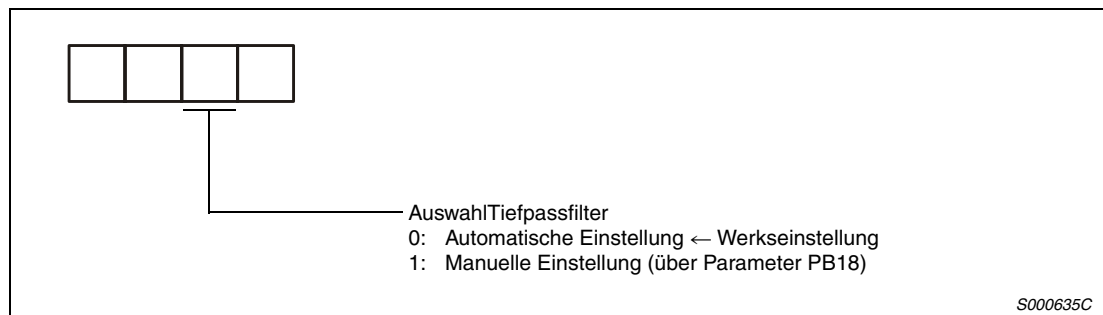 AuswahlTiefpassfilter
0: Automatische Einstellung ← Werkseinstellung
1: Manuelle Einstellung (über Parameter PB18)
S000635C